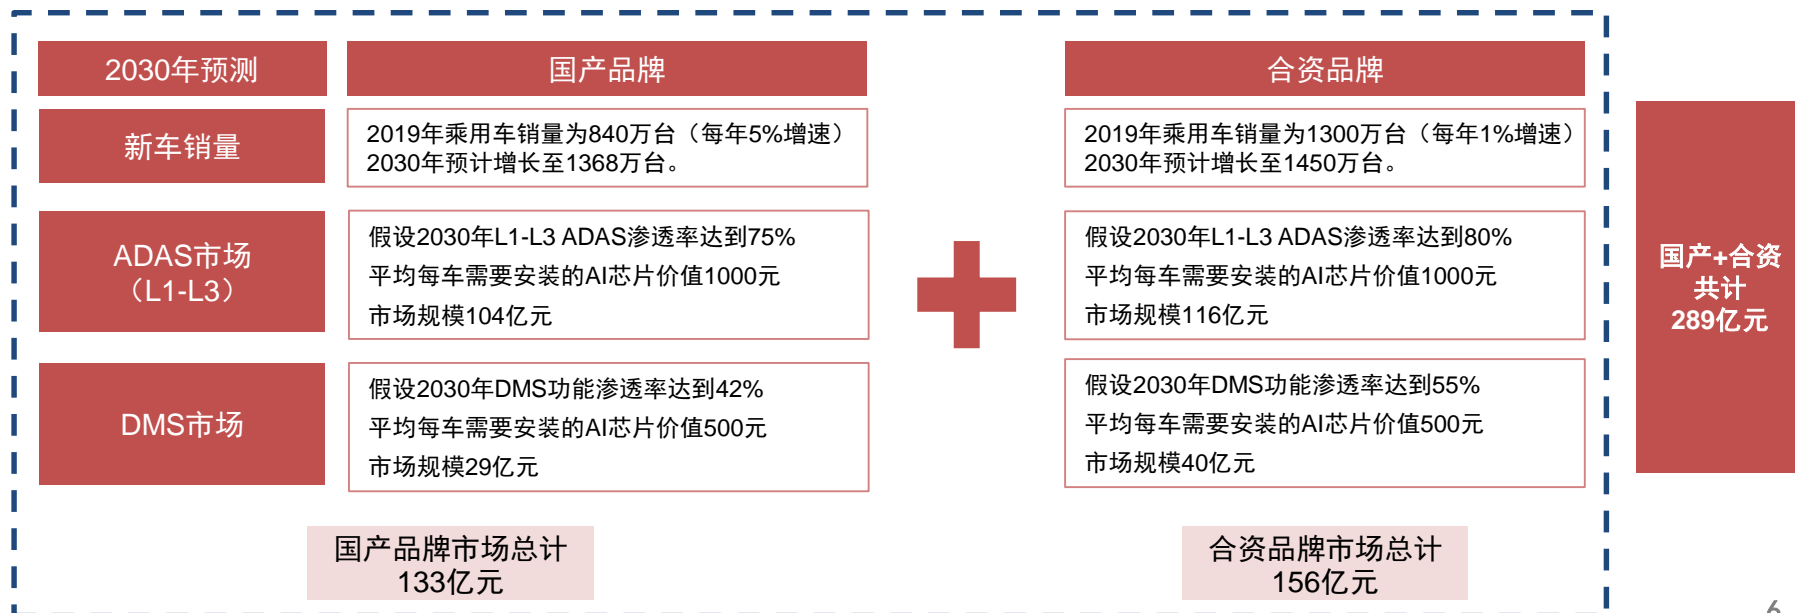 2030年预测
国产品牌
合资品牌
新车销量
2019年乘用车销量为840万台（每年5%增速）
2030年预计增长至1368万台。
2019年乘用车销量为1300万台（每年1%增速）
2030年预计增长至1450万台。
ADAS市场
（L1-L3）
假设2030年L1-L3 ADAS渗透率达到75%
平均每车需要安装的AI芯片价值1000元
市场规模104亿元
假设2030年L1-L3 ADAS渗透率达到80%
平均每车需要安装的AI芯片价值1000元
市场规模116亿元
DMS市场
假设2030年DMS功能渗透率达到42%
平均每车需要安装的AI芯片价值500元
市场规模29亿元
假设2030年DMS功能渗透率达到55%
平均每车需要安装的AI芯片价值500元
市场规模40亿元
国产品牌市场总计
133亿元
合资品牌市场总计
156亿元
国产+合资
共计
289亿元
6